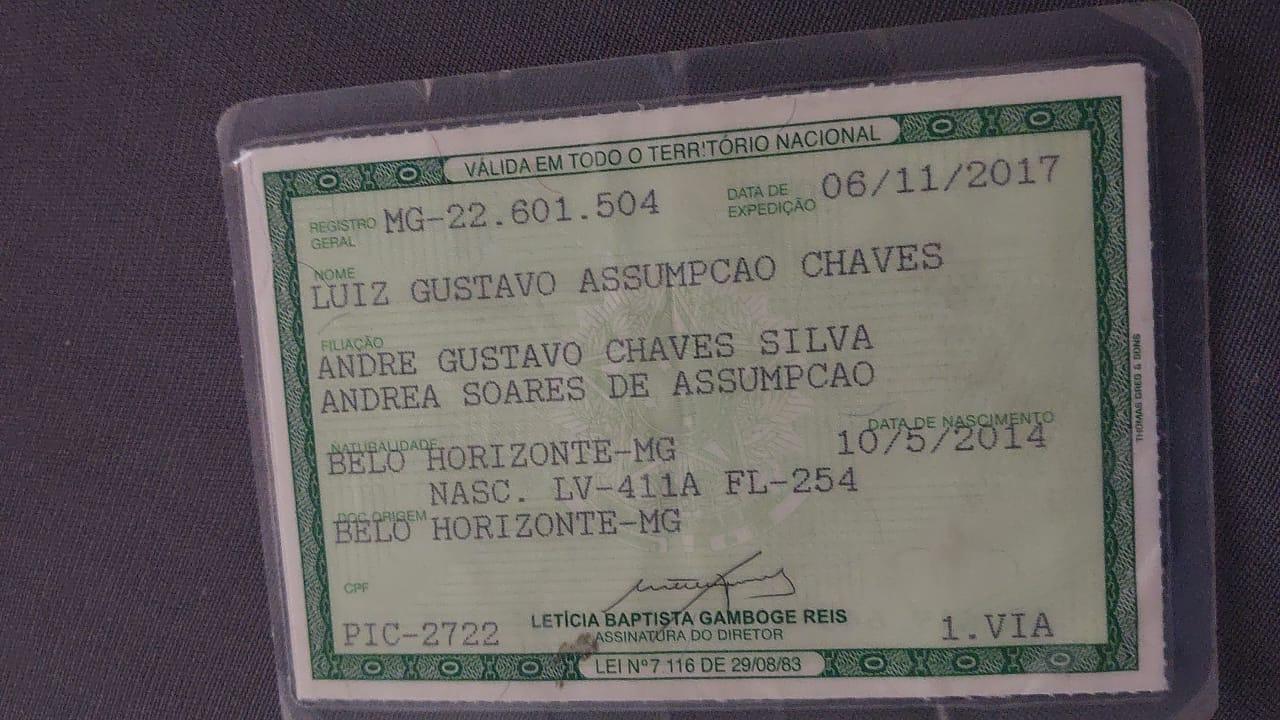 VÁLIDA EM TODO O TERRITÓRIO NACIONAL
REGISTRO GERAL MG-22.601.504 DATA DE EXPEDIÇÃO 06/11/2017
NOME
LUIZ GUSTAVO ASSUMPCAO CHAVES
FILIAÇÃO
ANDRE GUSTAVO CHAVES SILVA
ANDREA SOARES DE ASSUMPCAO
NATURALIDADE DATA DE NASCIMENTO
BELO HORIZONTE-MG 10/5/2014
NASC. LV-411A FL-254
DOC ORIGEM
BELO HORIZONTE-MG
CPF
LETÍCIA BAPTISTA GAMBOGE REIS
PIC-2722 ASSINATURA DO DIRETOR 1.VIA
LEI Nº 7.116 DE 29/08/83
THOMAS GREG & SONS